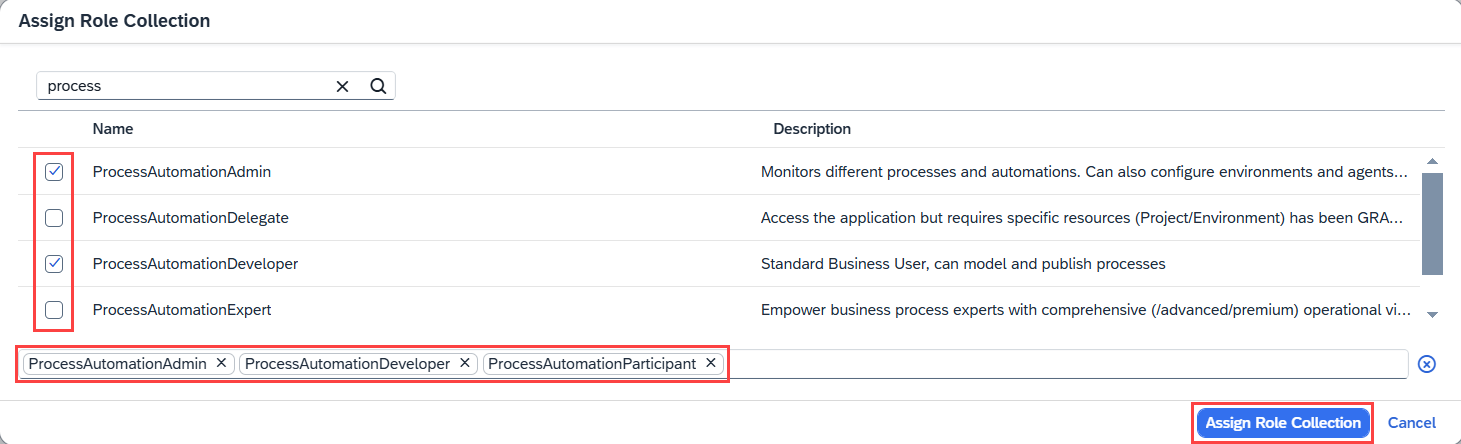 Assign Role Collection
process
Name Description
ProcessAutomationAdmin Monitors different processes and automations. Can also configure environments and agents...
ProcessAutomationDelegate Access the application but requires specific resources (Project/Environment) has been GRA...
ProcessAutomationDeveloper Standard Business User, can model and publish processes
ProcessAutomationExpert Empower business process experts with comprehensive (/advanced/premium) operational vi...
ProcessAutomationAdmin ProcessAutomationDeveloper ProcessAutomationParticipant
Assign Role Collection Cancel